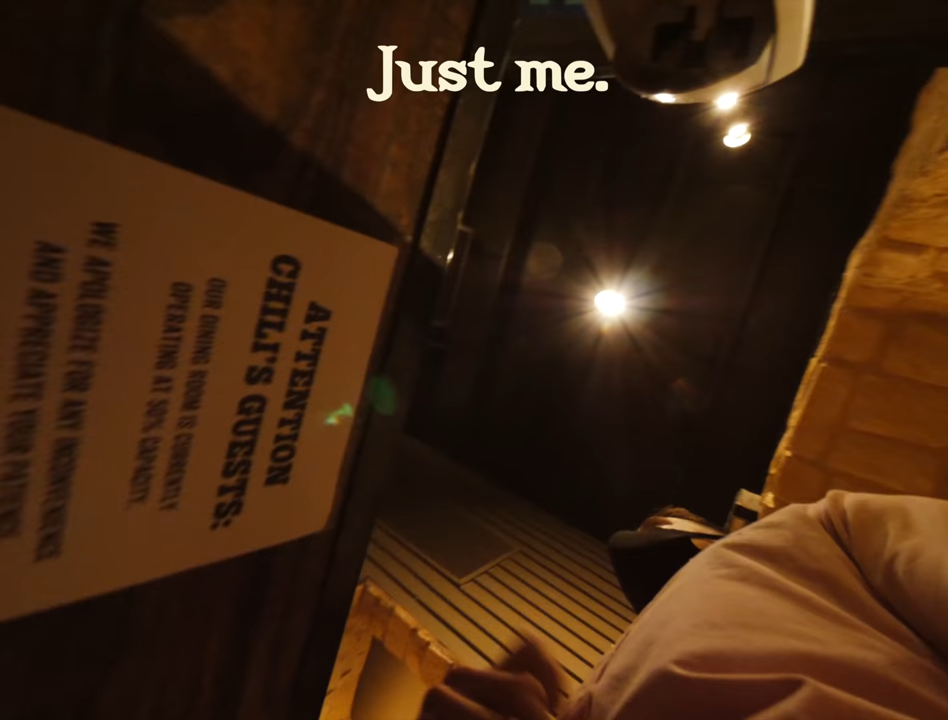 Just me.
ATTENTION
CHILI'S GUESTS:
OUR DINING ROOM IS CURRENTLY
OPERATING AT 50% CAPACITY.
WE APOLOGIZE FOR ANY INCONVENIENCE
AND APPRECIATE YOUR PATIENCE